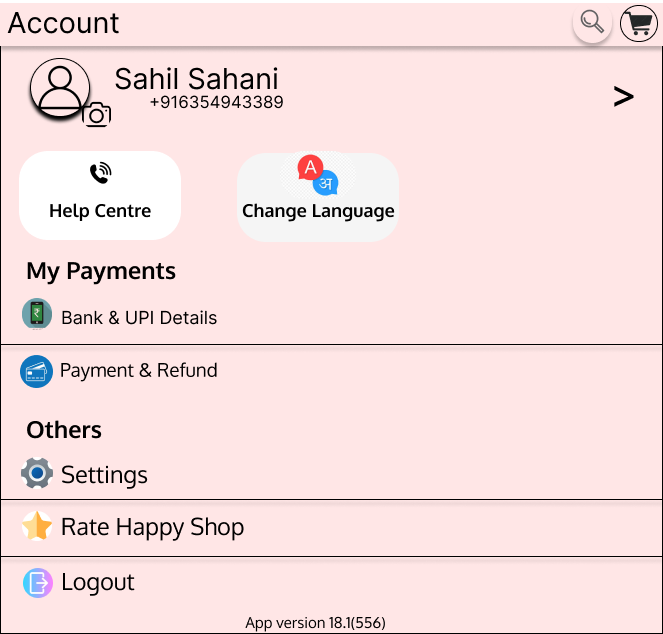 Account
Sahil Sahani
+916354943389
>
A
अ
Help Centre
Change Language
My Payments
₹
Bank & UPI Details
Payment & Refund
Others
Settings
Rate Happy Shop
Logout
App version 18.1(556)